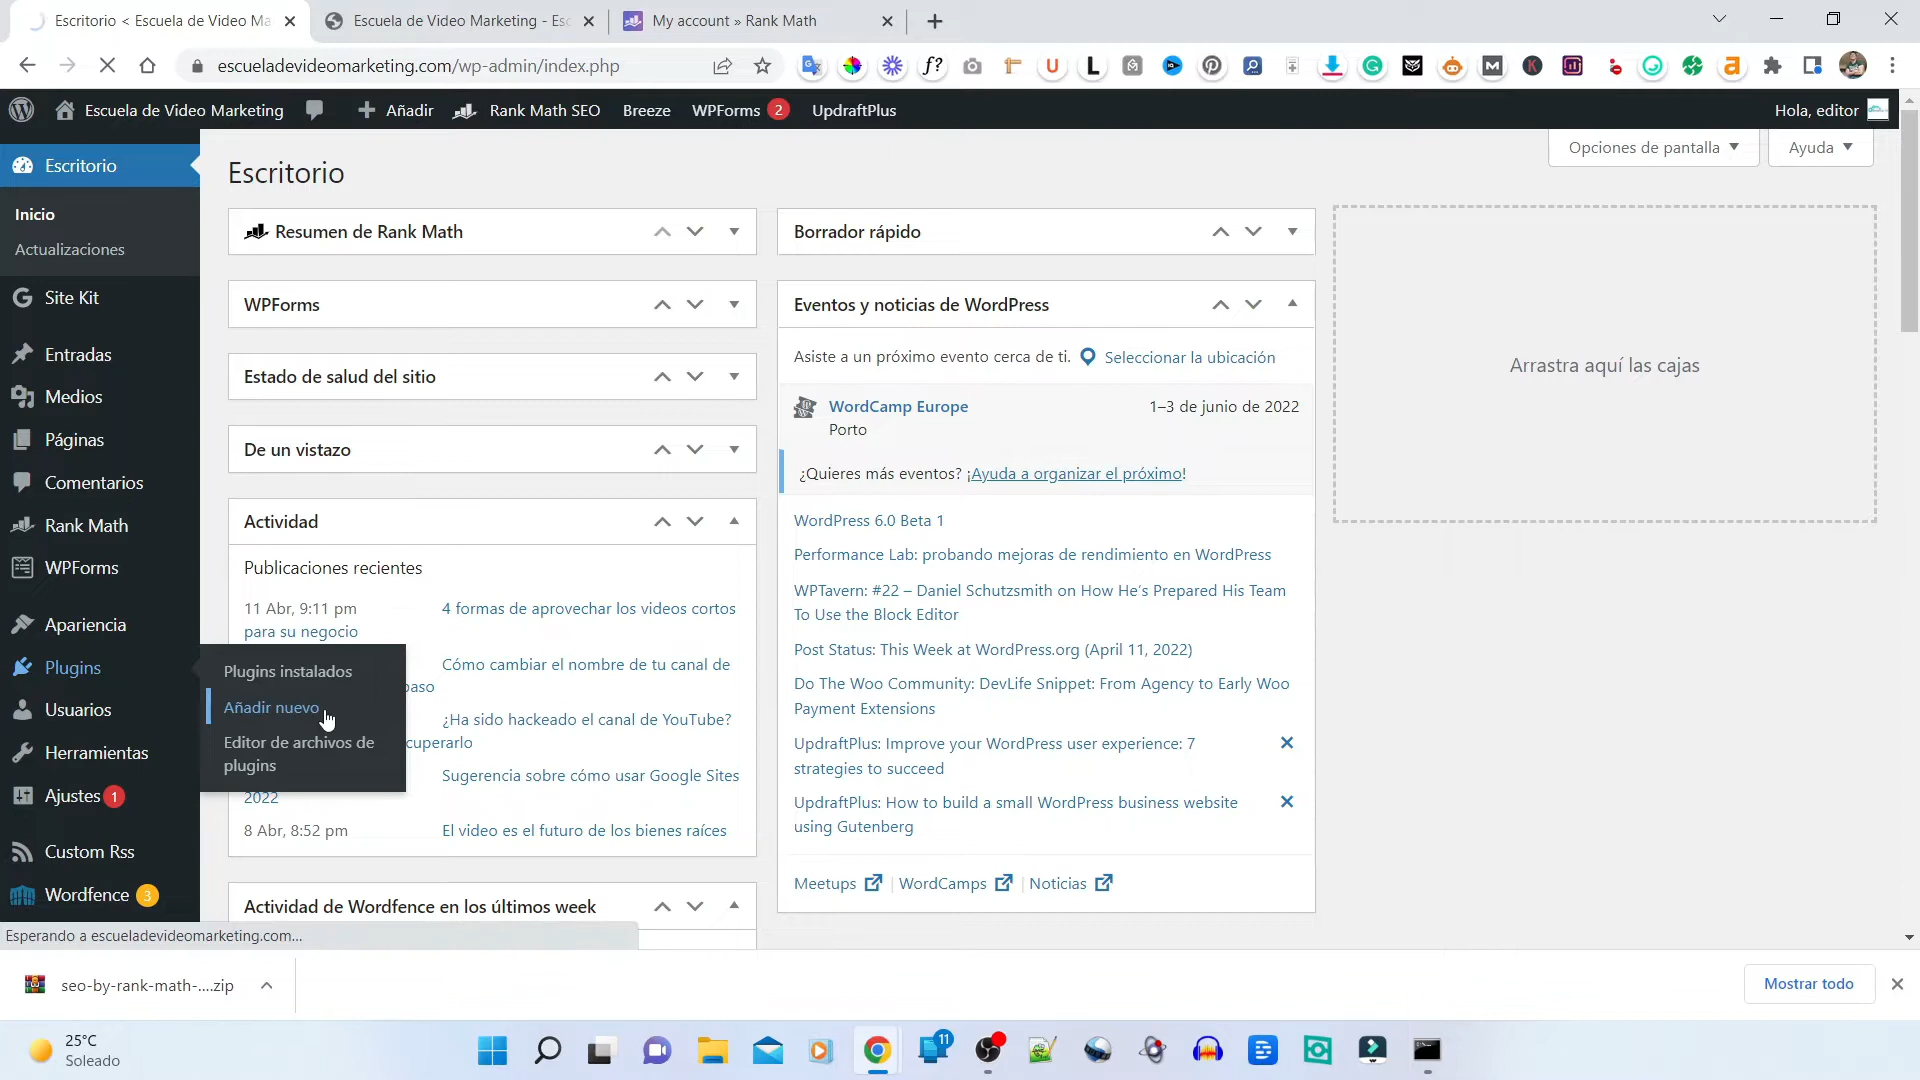 Escritorio < Escuela de Video Ma
Escuela de Video Marketing - Esc
My account » Rank Math
escueladevideomarketing.com/wp-admin/index.php
Escuela de Video Marketing
Añadir
Rank Math SEO
Breeze
WPForms 2
UpdraftPlus
Hola, editor
Escritorio
Inicio
Actualizaciones
Site Kit
Entradas
Medios
Páginas
Comentarios
Rank Math
WPForms
Apariencia
Plugins
Usuarios
Herramientas
Ajustes 1
Custom Rss
Wordfence 3
Plugins instalados
Añadir nuevo
Editor de archivos de
plugins
Opciones de pantalla
Ayuda
Escritorio
Resumen de Rank Math
WPForms
Estado de salud del sitio
De un vistazo
Actividad
Publicaciones recientes
11 Abr, 9:11 pm 4 formas de aprovechar los videos cortos
para su negocio
Cómo cambiar el nombre de tu canal de
paso
¿Ha sido hackeado el canal de YouTube?
cuperarlo
Sugerencia sobre cómo usar Google Sites
2022
8 Abr, 8:52 pm El video es el futuro de los bienes raíces
Actividad de Wordfence en los últimos week
Borrador rápido
Eventos y noticias de WordPress
Asiste a un próximo evento cerca de ti. Seleccionar la ubicación
WordCamp Europe 1–3 de junio de 2022
Porto
¿Quieres más eventos? ¡Ayuda a organizar el próximo!
WordPress 6.0 Beta 1
Performance Lab: probando mejoras de rendimiento en WordPress
WPTavern: #22 – Daniel Schutzsmith on How He's Prepared His Team
To Use the Block Editor
Post Status: This Week at WordPress.org (April 11, 2022)
Do The Woo Community: DevLife Snippet: From Agency to Early Woo
Payment Extensions
UpdraftPlus: Improve your WordPress user experience: 7
strategies to succeed
UpdraftPlus: How to build a small WordPress business website
using Gutenberg
Meetups | WordCamps | Noticias
Arrastra aquí las cajas
Esperando a escueladevideomarketing.com...
seo-by-rank-math-....zip
Mostrar todo
25°C
Soleado
11